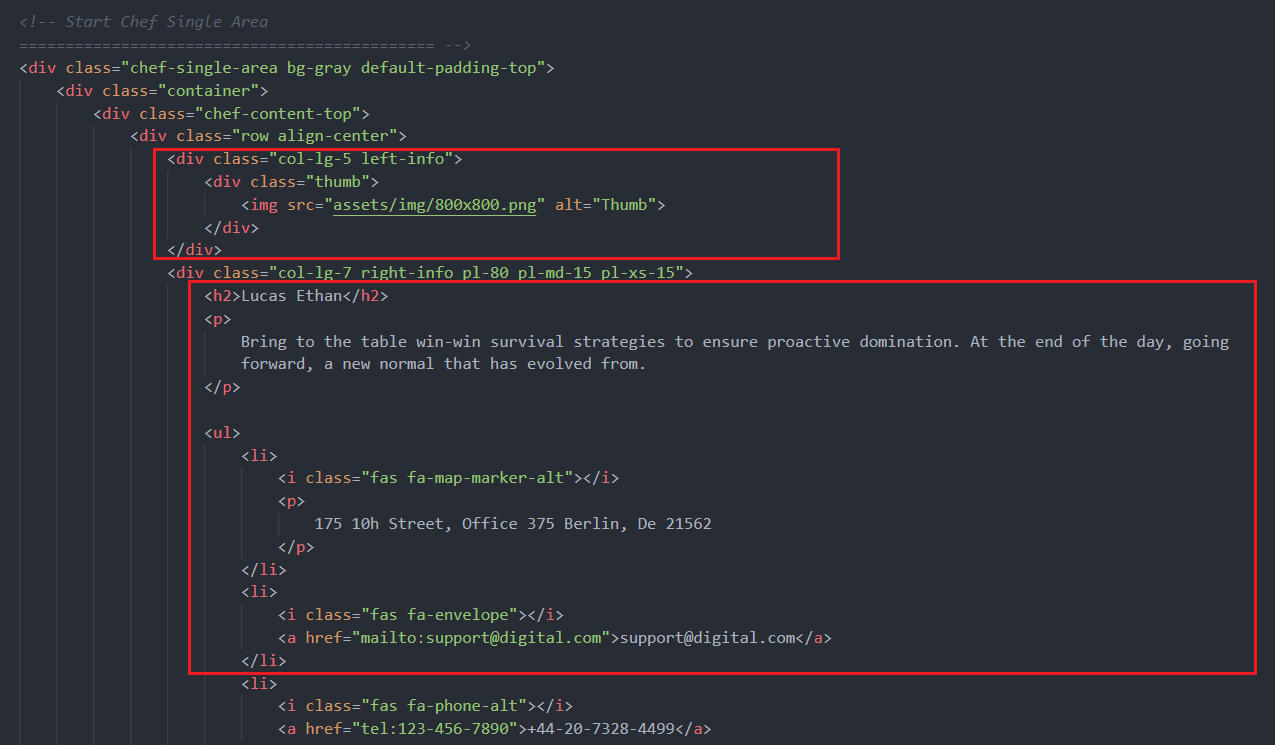 <!-- Start Chef Single Area
============================================= -->
<div class="chef-single-area bg-gray default-padding-top">
<div class="container">
<div class="chef-content-top">
<div class="row align-center">
<div class="col-lg-5 left-info">
<div class="thumb">
<img src="assets/img/800x800.png" alt="Thumb">
</div>
</div>
<div class="col-lg-7 right-info pl-80 pl-md-15 pl-xs-15">
<h2>Lucas Ethan</h2>
<p>
Bring to the table win-win survival strategies to ensure proactive domination. At the end of the day, going
forward, a new normal that has evolved from.
</p>
<ul>
<li>
<i class="fas fa-map-marker-alt"></i>
<p>
175 10h Street, Office 375 Berlin, De 21562
</p>
</li>
<li>
<i class="fas fa-envelope"></i>
<a href="mailto:support@digital.com">support@digital.com</a>
</li>
<li>
<i class="fas fa-phone-alt"></i>
<a href="tel:123-456-7890">+44-20-7328-4499</a>